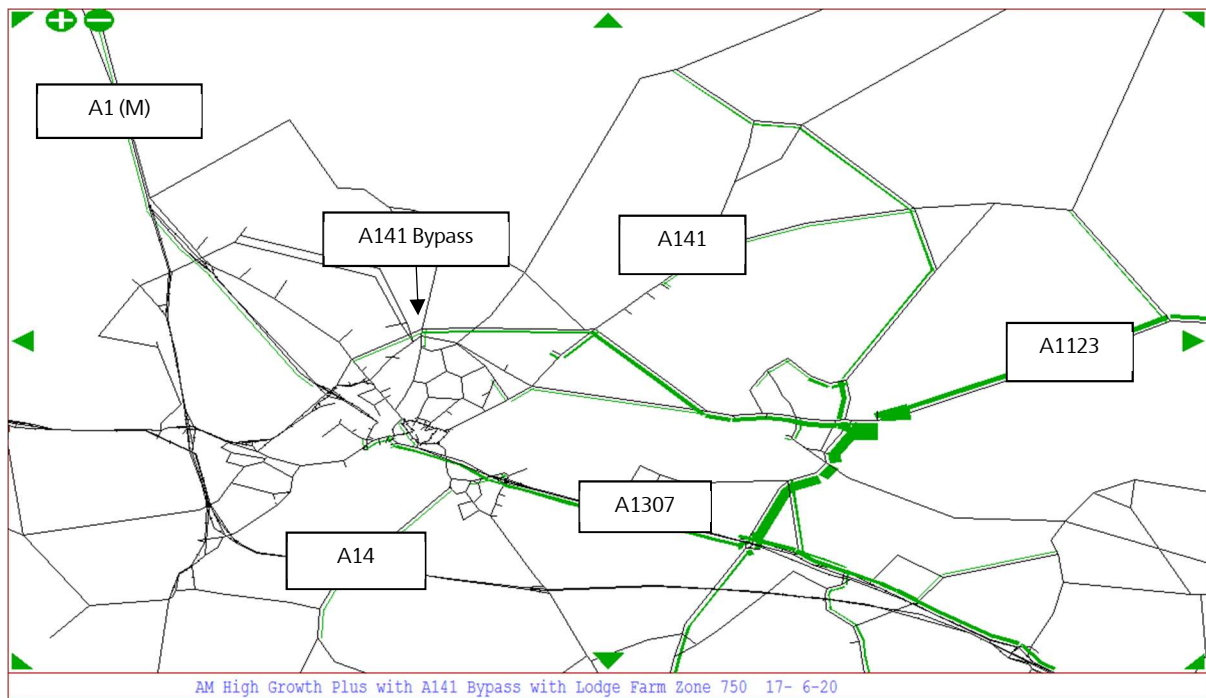 A1 (M)
A141 Bypass
A141
A1123
A1307
A14
AM High Growth Plus with A141 Bypass with Lodge Farm Zone 750 17- 6-20